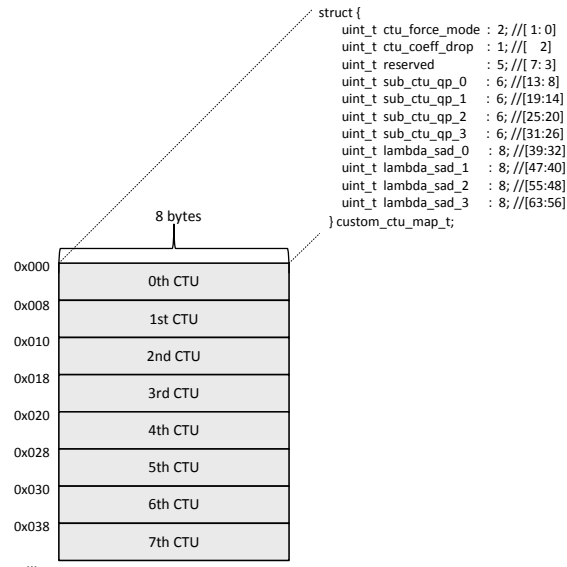 struct {
uint_t ctu_force_mode : 2; //[ 1: 0]
uint_t ctu_coeff_drop : 1; //[ 2]
uint_t reserved : 5; //[ 7: 3]
uint_t sub_ctu_qp_0 : 6; //[13: 8]
uint_t sub_ctu_qp_1 : 6; //[19:14]
uint_t sub_ctu_qp_2 : 6; //[25:20]
uint_t sub_ctu_qp_3 : 6; //[31:26]
uint_t lambda_sad_0 : 8; //[39:32]
uint_t lambda_sad_1 : 8; //[47:40]
uint_t lambda_sad_2 : 8; //[55:48]
uint_t lambda_sad_3 : 8; //[63:56]
} custom_ctu_map_t;
8 bytes
0x000
0th CTU
0x008
1st CTU
0x010
2nd CTU
0x018
3rd CTU
0x020
4th CTU
0x028
5th CTU
0x030
6th CTU
0x038
7th CTU